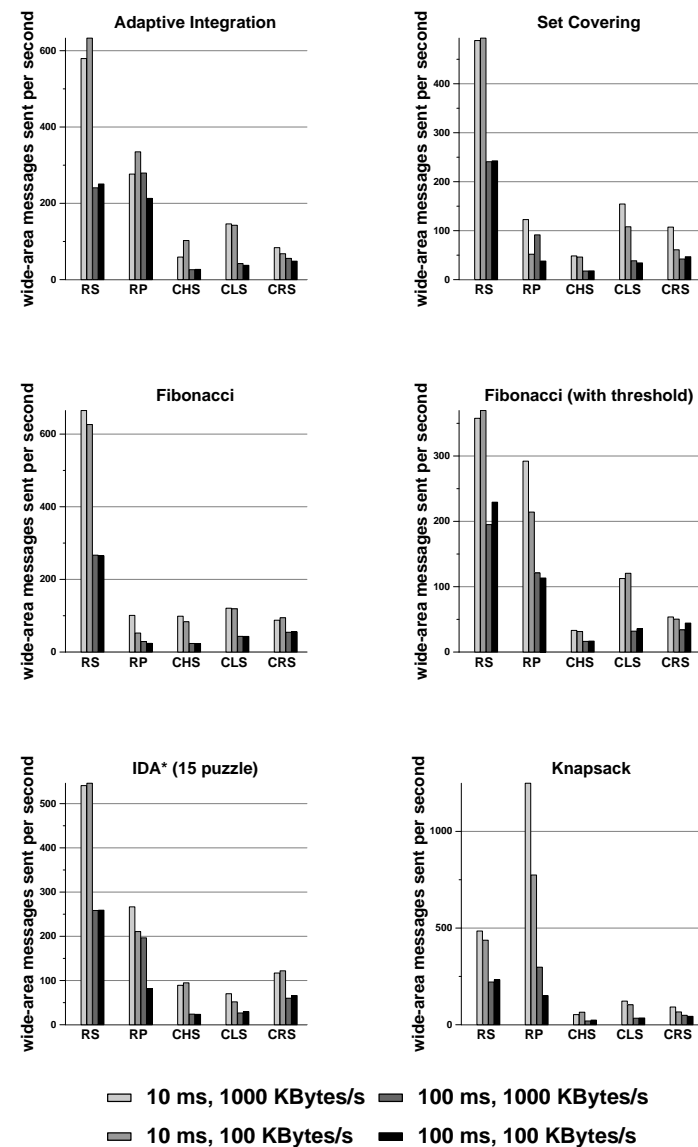 Adaptive Integration
wide-area messages sent per second
600
400
200
0
RS RP CHS CLS CRS
Set Covering
wide-area messages sent per second
400
300
200
100
0
RS RP CHS CLS CRS
Fibonacci
wide-area messages sent per second
600
400
200
0
RS RP CHS CLS CRS
Fibonacci (with threshold)
wide-area messages sent per second
300
200
100
0
RS RP CHS CLS CRS
IDA* (15 puzzle)
wide-area messages sent per second
500
400
300
200
100
0
RS RP CHS CLS CRS
Knapsack
wide-area messages sent per second
1000
500
0
RS RP CHS CLS CRS
10 ms, 1000 KBytes/s 100 ms, 1000 KBytes/s
10 ms, 100 KBytes/s 100 ms, 100 KBytes/s